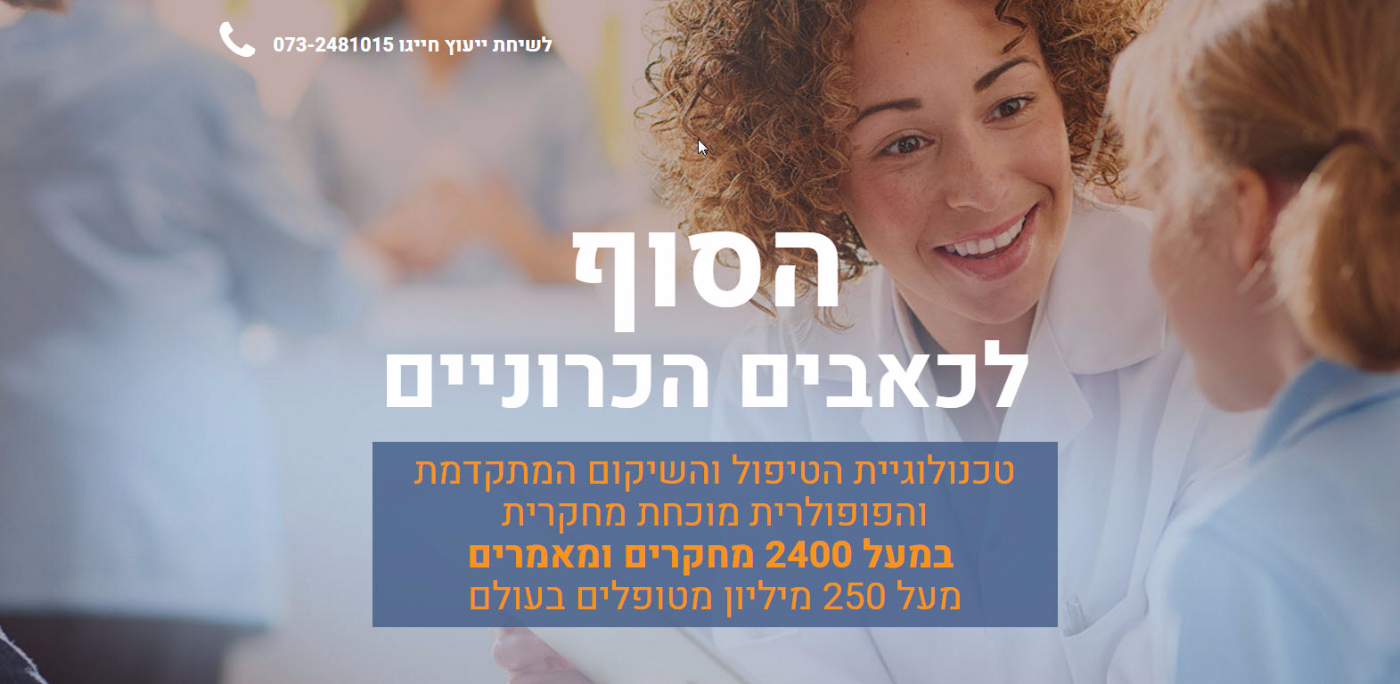 לשיחת ייעוץ חייגו 073-2481015
הסוף
לכאבים הכרוניים
טכנולוגיית הטיפול והשיקום המתקדמת
והפופולרית מוכחת מחקרית
במעל 2400 מחקרים ומאמרים
מעל 250 מיליון מטופלים בעולם